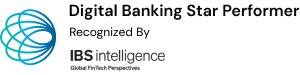 Digital Banking Star Performer
Recognized By
IBS intelligence
Global FinTech Perspectives